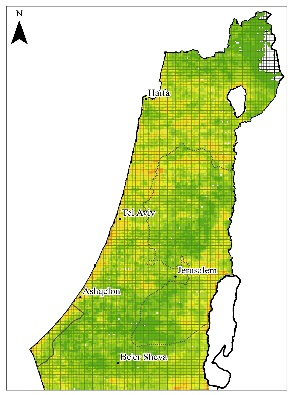 N
Haifa
Tel Aviv
Jerusalem
Ashqelon
Be'er Sheva